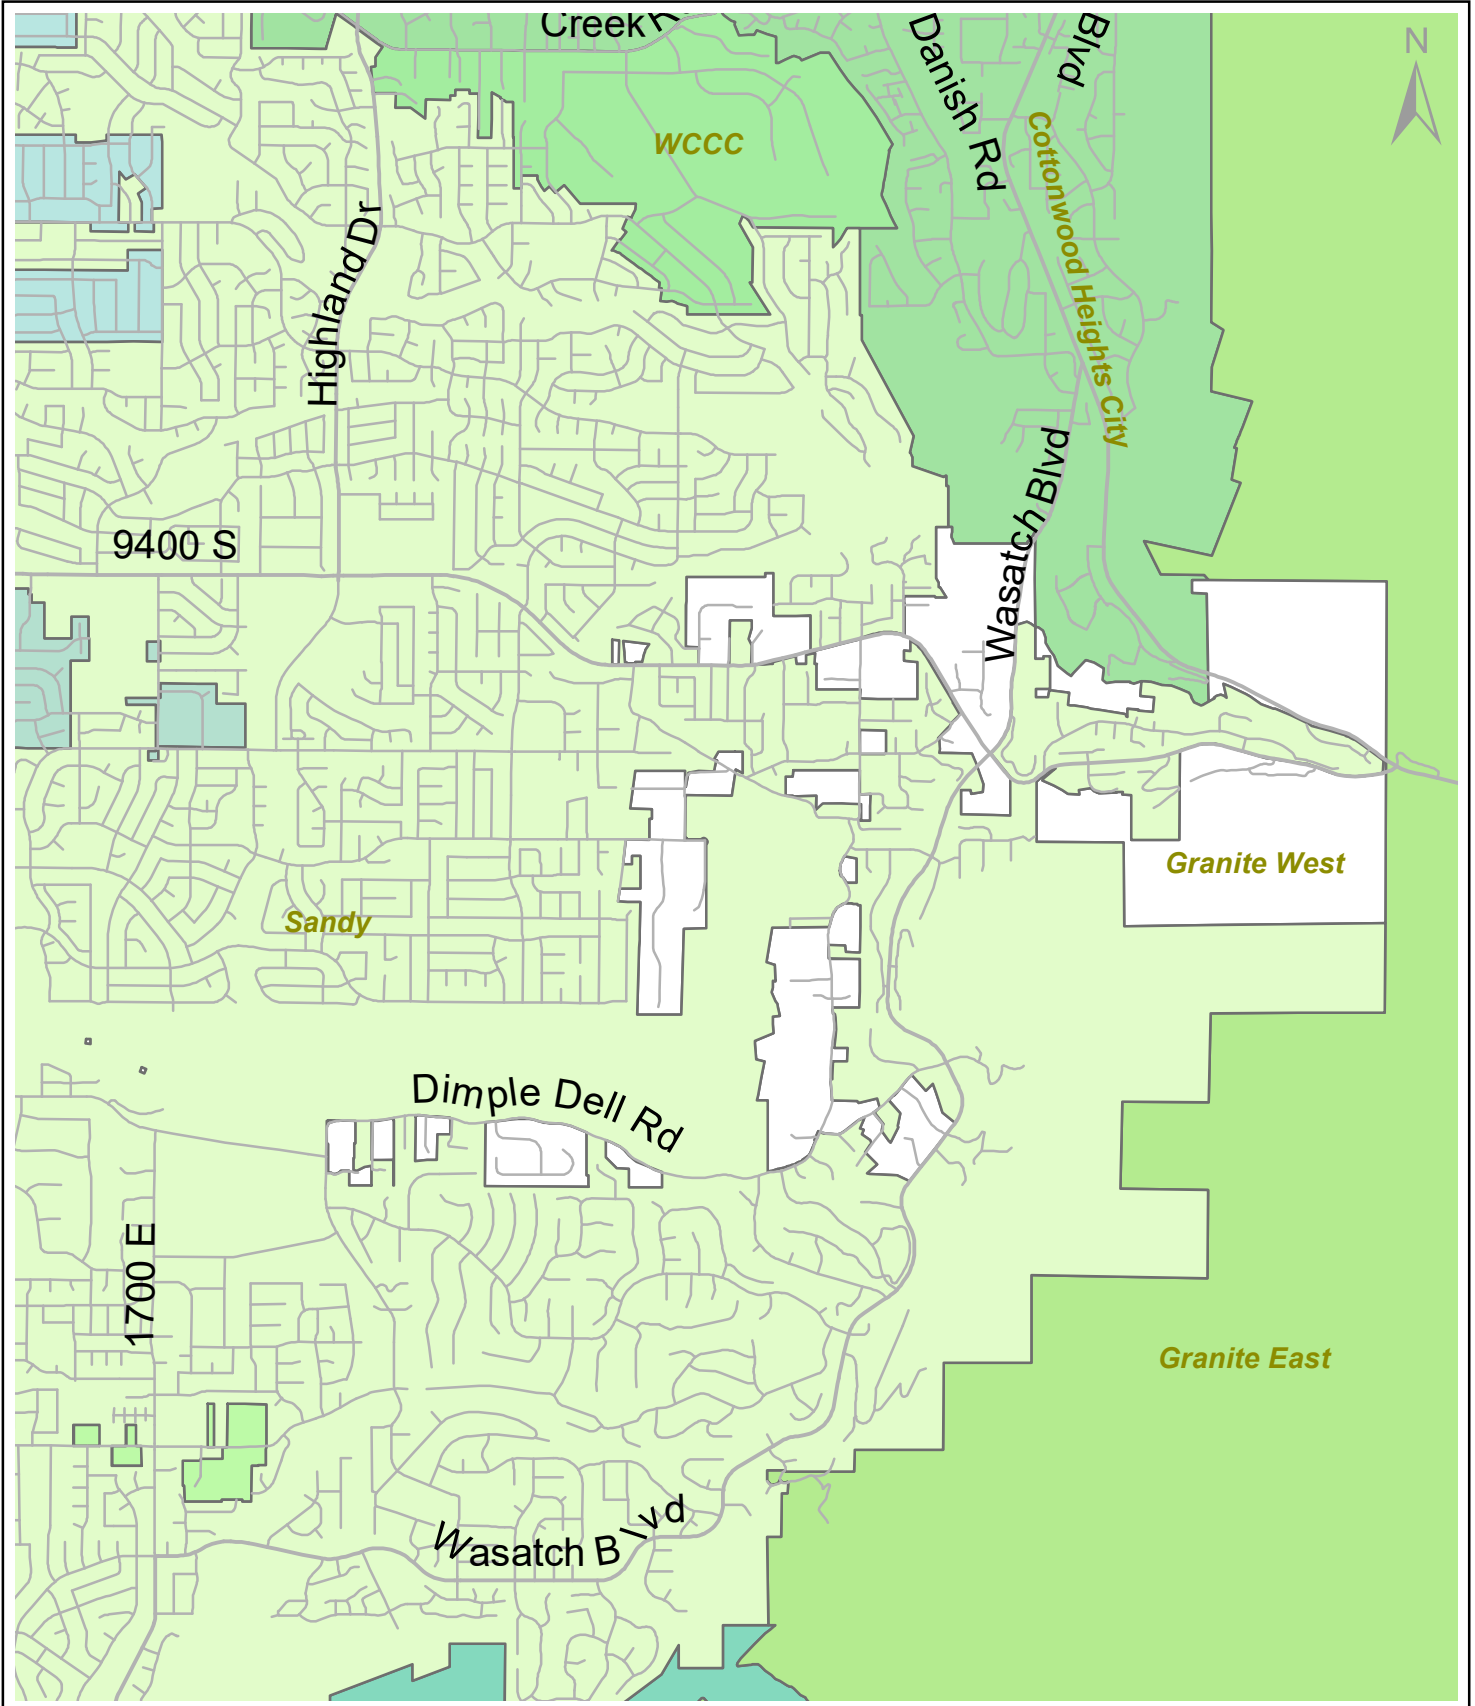 Creek R
Danish Rd
Blvd
N
WCCC
Cottonwood Heights City
Highland Dr
Wasatch Blvd
9400 S
Granite West
Sandy
Dimple Dell Rd
1700 E
Granite East
Wasatch Blvd